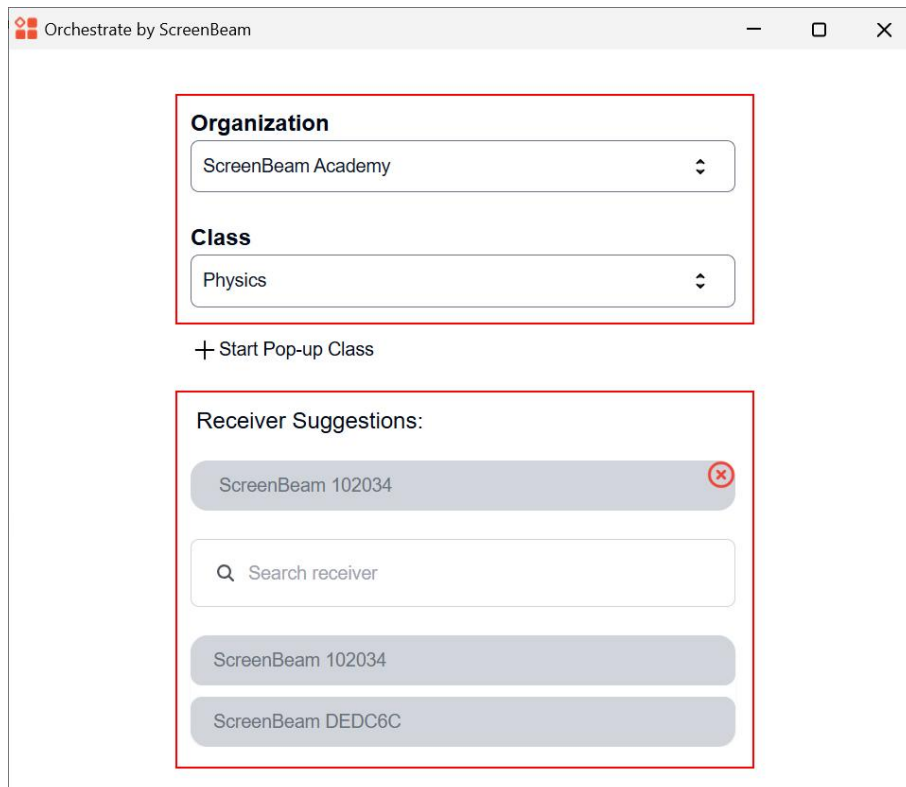 Orchestrate by ScreenBeam
Organization
ScreenBeam Academy
Class
Physics
Start Pop-up Class
Receiver Suggestions:
ScreenBeam 102034
Search receiver
ScreenBeam 102034
ScreenBeam DEDC6C